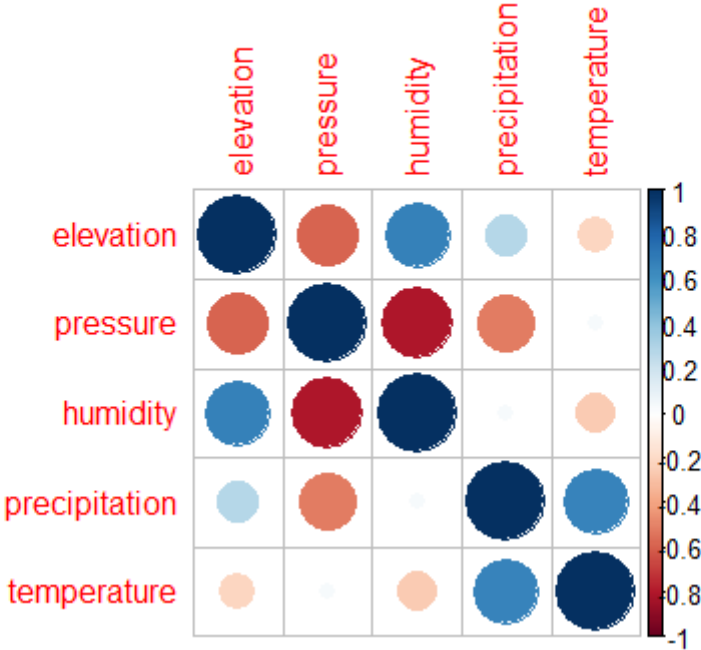 elevation
pressure
humidity
precipitation
temperature
elevation
pressure
humidity
precipitation
temperature
1
0.8
0.6
0.4
0.2
0
-0.2
-0.4
-0.6
-0.8
-1